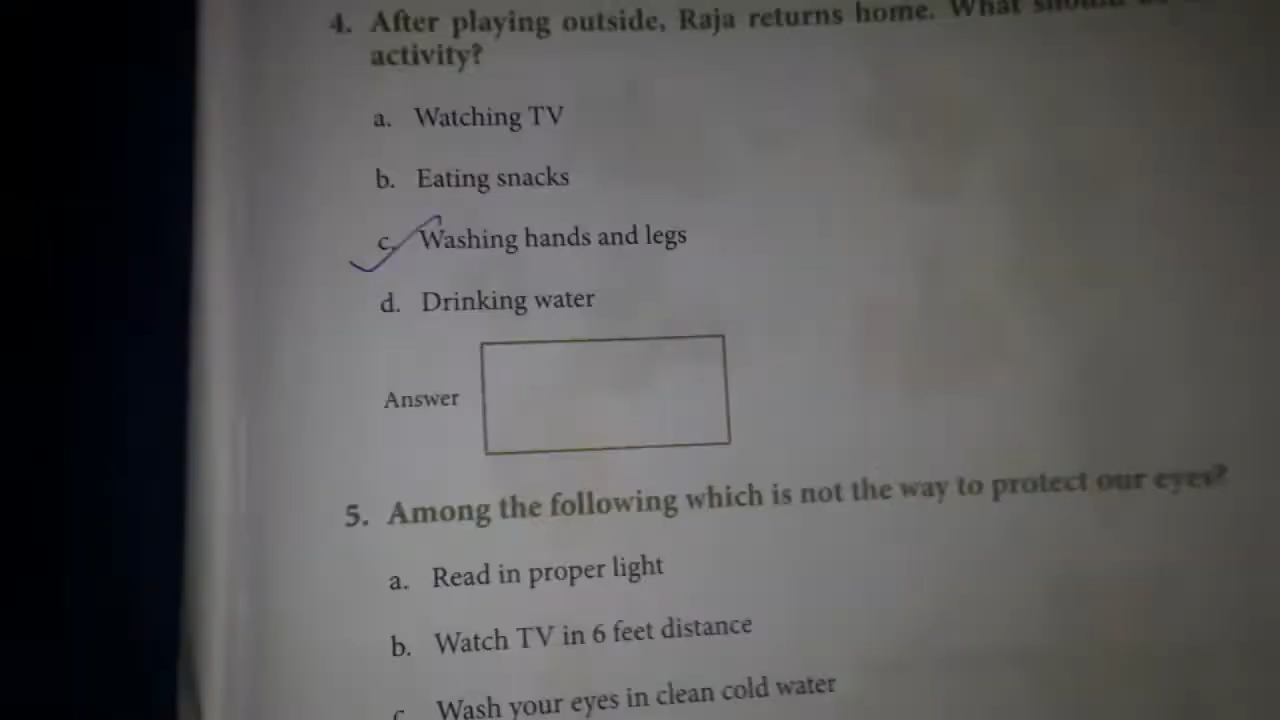 4. After playing outside, Raja returns home. What should
activity?
a. Watching TV
b. Eating snacks
c. Washing hands and legs
d. Drinking water
Answer
5. Among the following which is not the way to protect our eyes?
a. Read in proper light
b. Watch TV in 6 feet distance
c. Wash your eyes in clean cold water